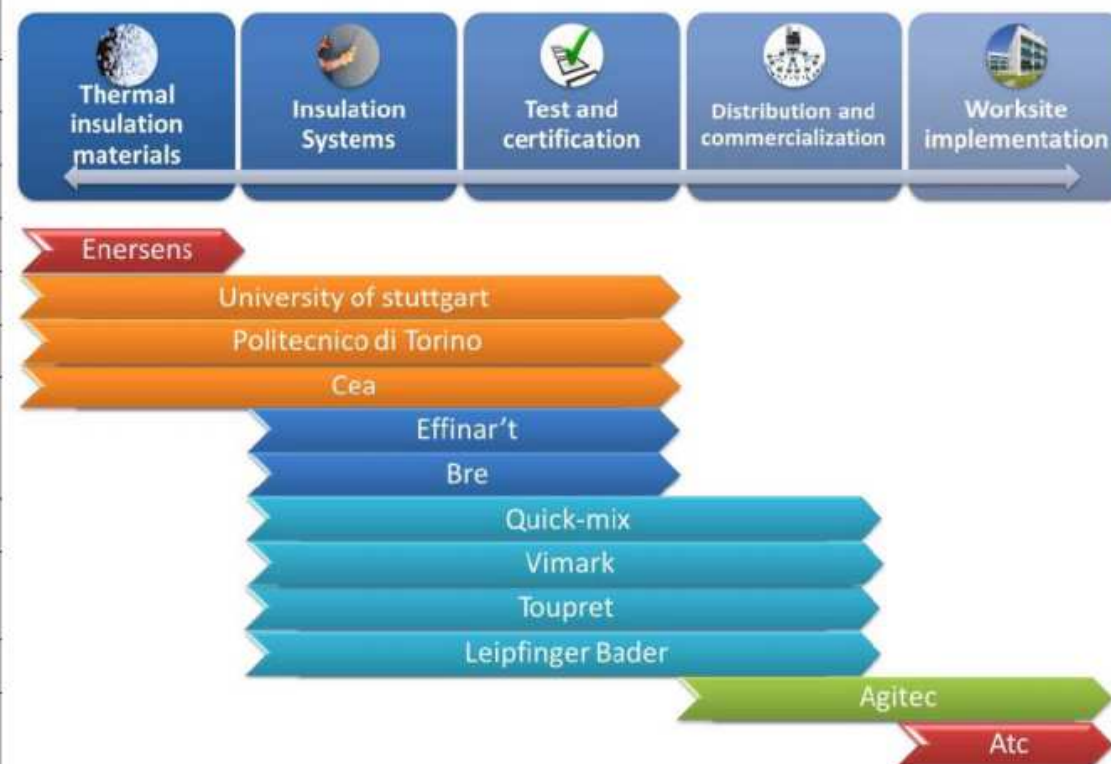 Thermal
insulation
materials
Insulation
Systems
Test and
certification
Distribution and
commercialization
Worksite
implementation
Enersens
University of stuttgart
Politecnico di Torino
Cea
Effinar't
Bre
Quick-mix
Vimark
Toupret
Leipfinger Bader
Agitec
Atc